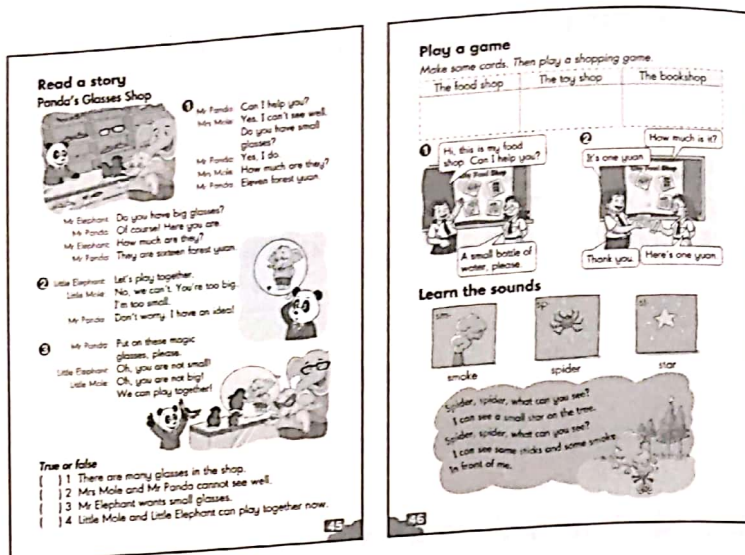 Read a story
Panda's Glasses Shop
1 Mr Panda: Can I help you?
Mrs Mole: Yes. I can't see well.
Do you have small
glasses?
Mr Panda: Yes, I do.
Mrs Mole: How much are they?
Mr Panda: Eleven forest yuan.
Mr Elephant: Do you have big glasses?
Mr Panda: Of course! Here you are.
Mr Elephant: How much are they?
Mr Panda: They are sixteen forest yuan.
2 Little Elephant: Let's play together.
Little Mole: No, we can't. You're too big.
I'm too small.
Mr Panda: Don't worry. I have an idea!
3 Mr Panda: Put on these magic
glasses, please.
Little Elephant: Oh, you are not small!
Little Mole: Oh, you are not big!
We can play together!
True or false
( ) 1 There are many glasses in the shop.
( ) 2 Mrs Mole and Mr Panda cannot see well.
( ) 3 Mr Elephant wants small glasses.
( ) 4 Little Mole and Little Elephant can play together now.
45
Play a game
Make some cards. Then play a shopping game.
The food shop
The toy shop
The bookshop
1
Hi, this is my food
shop. Can I help you?
Food Shop
A small bottle of
water, please.
2
How much is it?
It's one yuan.
Food Shop
Thank you.
Here's one yuan.
Learn the sounds
sm-
sp-
st-
smoke
spider
star
Spider, spider, what can you see?
I can see a small star on the tree.
Spider, spider, what can you see?
I can see some sticks and some smoke
In front of me.
46